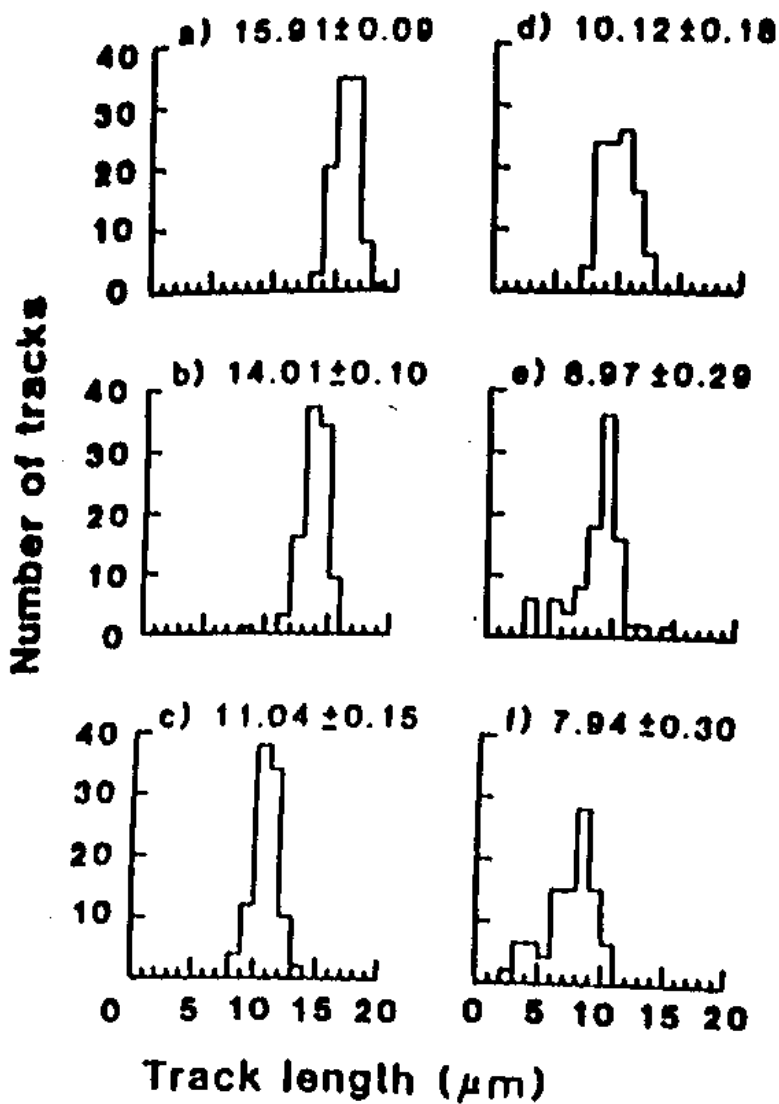 a) 15.91±0.09
d) 10.12±0.18
40
30
20
10
0
b) 14.01±0.10
e) 8.97±0.29
40
30
20
10
0
c) 11.04±0.15
f) 7.94±0.30
40
30
20
10
0 5 10 15 20
0 5 10 15 20
Number of tracks
Track length (μm)